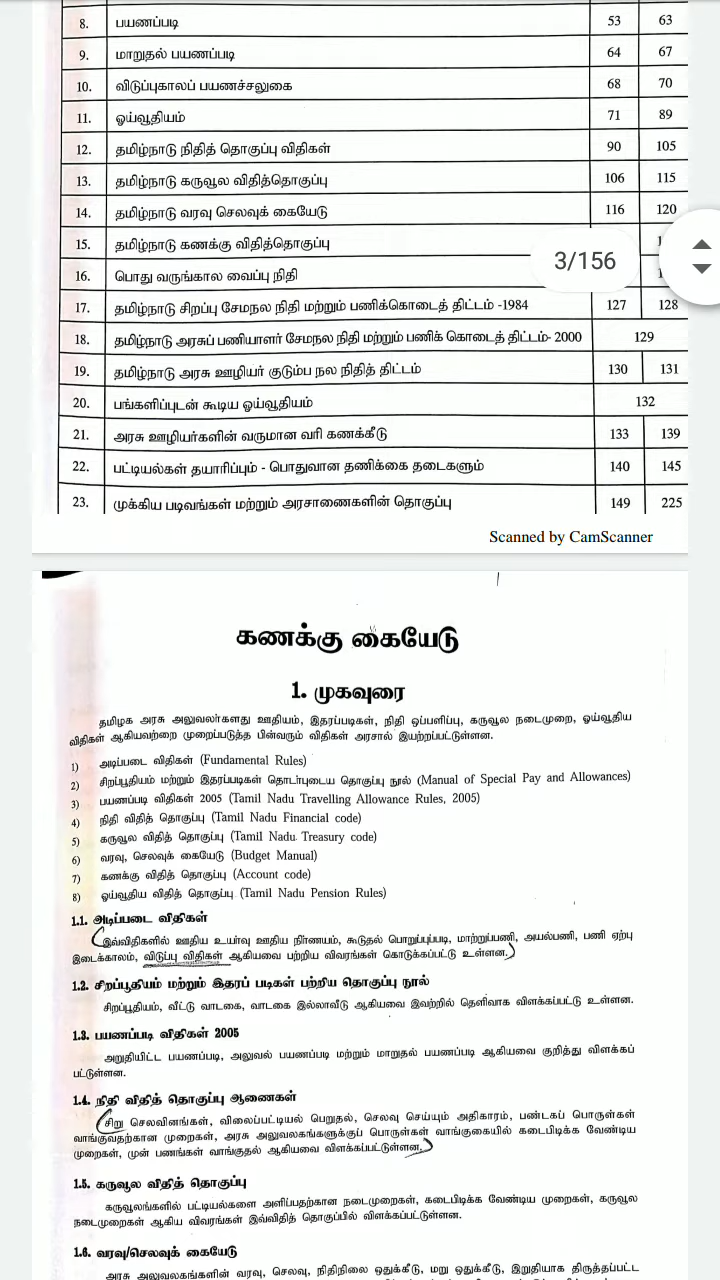 8. பயணப்படி 53 63
9. மாறுதல் பயணப்படி 64 67
10. விடுப்புகாலப் பயணச்சலுகை 68 70
11. ஓய்வூதியம் 71 89
12. தமிழ்நாடு நிதித் தொகுப்பு விதிகள் 90 105
13. தமிழ்நாடு கருவூல விதித்தொகுப்பு 106 115
14. தமிழ்நாடு வரவு செலவுக் கையேடு 116 120
15. தமிழ்நாடு கணக்கு விதித்தொகுப்பு
3/156
16. பொது வருங்கால வைப்பு நிதி
17. தமிழ்நாடு சிறப்பு சேமநல நிதி மற்றும் பணிக்கொடைத் திட்டம் -1984 127 128
18. தமிழ்நாடு அரசுப் பணியாளர் சேமநல நிதி மற்றும் பணிக் கொடைத் திட்டம்- 2000 129
19. தமிழ்நாடு அரசு ஊழியர் குடும்ப நல நிதித் திட்டம் 130 131
20. பங்களிப்புடன் கூடிய ஓய்வூதியம் 132
21. அரசு ஊழியர்களின் வருமான வரி கணக்கீடு 133 139
22. பட்டியல்கள் தயாரிப்பும் - பொதுவான தணிக்கை தடைகளும் 140 145
23. முக்கிய படிவங்கள் மற்றும் அரசாணைகளின் தொகுப்பு 149 225
Scanned by CamScanner
கணக்கு கையேடு
1. முகவுரை
தமிழக அரசு அலுவலர்களது ஊதியம், இதரப்படிகள், நிதி ஒப்பளிப்பு, கருவூல நடைமுறை, ஓய்வூதிய
விதிகள் ஆகியவற்றை முறைப்படுத்த பின்வரும் விதிகள் அரசால் இயற்றப்பட்டுள்ளன.
1) அடிப்படை விதிகள் (Fundamental Rules)
2) சிறப்பூதியம் மற்றும் இதரப்படிகள் தொடர்புடைய தொகுப்பு நூல் (Manual of Special Pay and Allowances)
3) பயணப்படி விதிகள் 2005 (Tamil Nadu Travelling Allowance Rules, 2005)
4) நிதி விதித் தொகுப்பு (Tamil Nadu Financial code)
5) கருவூல விதித் தொகுப்பு (Tamil Nadu Treasury code)
6) வரவு, செலவுக் கையேடு (Budget Manual)
7) கணக்கு விதித் தொகுப்பு (Account code)
8) ஓய்வூதிய விதித் தொகுப்பு (Tamil Nadu Pension Rules)
1.1. அடிப்படை விதிகள்
இவ்விதிகளில் ஊதிய உயர்வு ஊதிய நிர்ணயம், கூடுதல் பொறுப்புப்படி, மாற்றுப்பணி, அயல்பணி, பணி ஏற்பு
இடைக்காலம், விடுப்பு விதிகள் ஆகியவை பற்றிய விவரங்கள் கொடுக்கப்பட்டு உள்ளன.
1.2. சிறப்பூதியம் மற்றும் இதரப் படிகள் பற்றிய தொகுப்பு நூல்
சிறப்பூதியம், வீட்டு வாடகை, வாடகை இல்லாவீடு ஆகியவை இவற்றில் தெளிவாக விளக்கப்பட்டு உள்ளன.
1.3. பயணப்படி விதிகள் 2005
அறுதியிட்ட பயணப்படி, அலுவல் பயணப்படி மற்றும் மாறுதல் பயணப்படி ஆகியவை குறித்து விளக்கப்
பட்டுள்ளன.
1.4. நிதி விதித் தொகுப்பு ஆணைகள்
சிறு செலவினங்கள், விலைப்பட்டியல் பெறுதல், செலவு செய்யும் அதிகாரம், பண்டகப் பொருள்கள்
வாங்குவதற்கான முறைகள், அரசு அலுவலகங்களுக்குப் பொருள்கள் வாங்குகையில் கடைபிடிக்க வேண்டிய
முறைகள், முன் பணங்கள் வாங்குதல் ஆகியவை விளக்கப்பட்டுள்ளன.
1.5. கருவூல விதித் தொகுப்பு
கருவூலங்களில் பட்டியல்களை அளிப்பதற்கான நடைமுறைகள், கடைபிடிக்க வேண்டிய முறைகள், கருவூல
நடைமுறைகள் ஆகிய விவரங்கள் இவ்விதித் தொகுப்பில் விளக்கப்பட்டுள்ளன.
1.6. வரவு/செலவுக் கையேடு
அரசு அலுவலகங்களின் வரவு, செலவு, நிதிநிலை ஒதுக்கீடு, மறு ஒதுக்கீடு, இறுதியாக திருத்தப்பட்ட